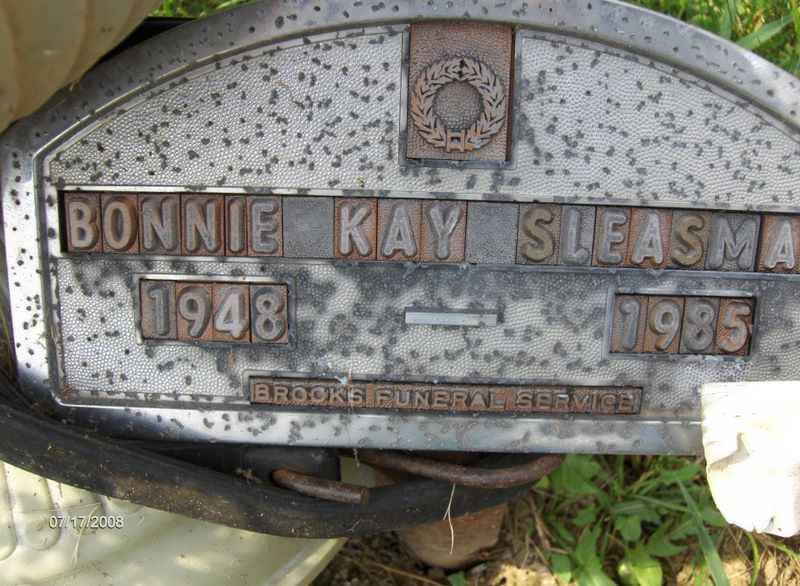 BONNIE KAY SLEASMA
1948 — 1985
BROOKS FUNERAL SERVICE
07/17/2008